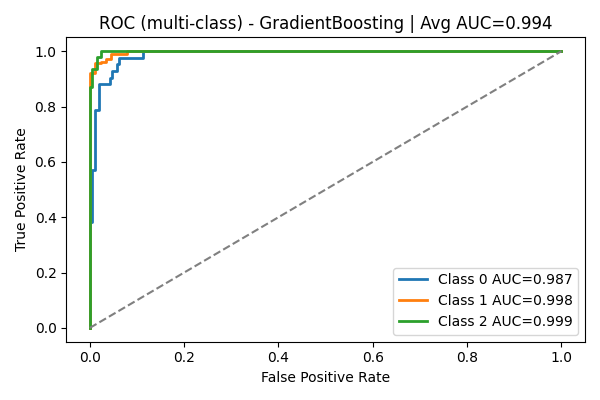 ROC (multi-class) - GradientBoosting | Avg AUC=0.994
True Positive Rate
1.0
0.8
0.6
0.4
0.2
0.0
Class 0 AUC=0.987
Class 1 AUC=0.998
Class 2 AUC=0.999
0.0 0.2 0.4 0.6 0.8 1.0
False Positive Rate